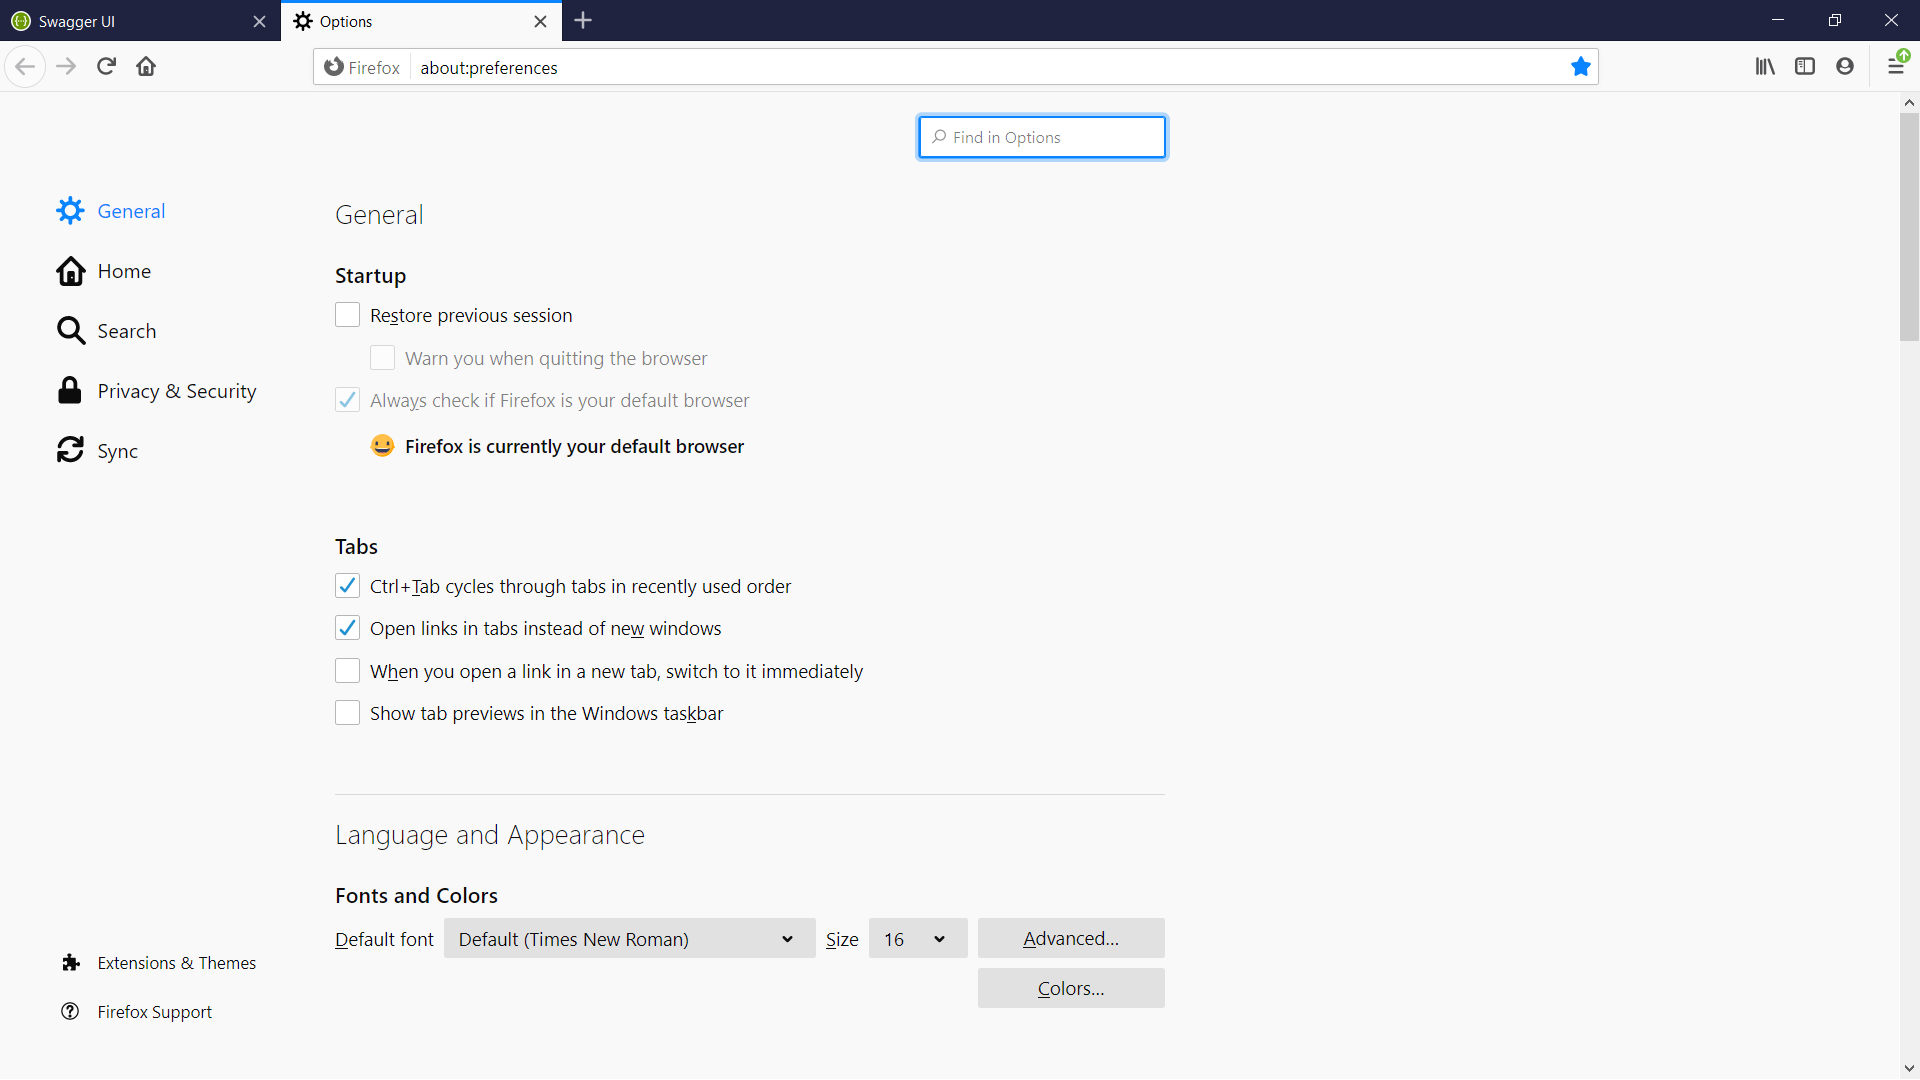 Swagger UI
Options
Firefox
about:preferences
Find in Options
General
Home
Search
Privacy & Security
Sync
Extensions & Themes
Firefox Support
General
Startup
Restore previous session
Warn you when quitting the browser
Always check if Firefox is your default browser
Firefox is currently your default browser
Tabs
Ctrl+Tab cycles through tabs in recently used order
Open links in tabs instead of new windows
When you open a link in a new tab, switch to it immediately
Show tab previews in the Windows taskbar
Language and Appearance
Fonts and Colors
Default font Default (Times New Roman) Size 16 Advanced...
Colors...